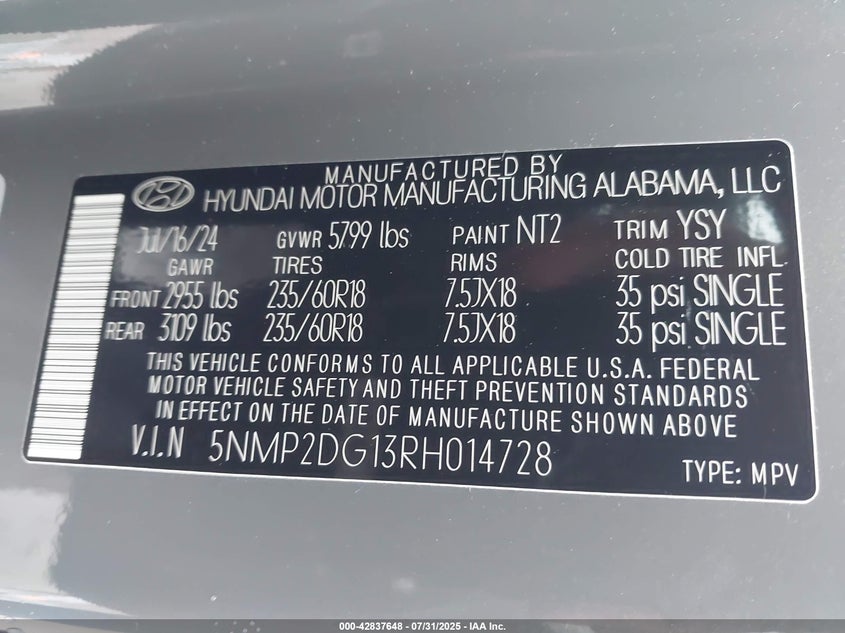 MANUFACTURED BY
HYUNDAI MOTOR MANUFACTURING ALABAMA, LLC
Jul/16/24 GVWR 5799 lbs PAINT NT2 TRIM YSY
GAWR TIRES RIMS COLD TIRE INFL.
FRONT 2955 lbs 235/60R18 7.5JX18 35 psi SINGLE
REAR 3109 lbs 235/60R18 7.5JX18 35 psi SINGLE
THIS VEHICLE CONFORMS TO ALL APPLICABLE U.S.A. FEDERAL
MOTOR VEHICLE SAFETY AND THEFT PREVENTION STANDARDS
IN EFFECT ON THE DATE OF MANUFACTURE SHOWN ABOVE
V.I.N 5NMP2DG13RH014728
TYPE: MPV
000-42837648 - 07/31/2025 - IAA Inc.